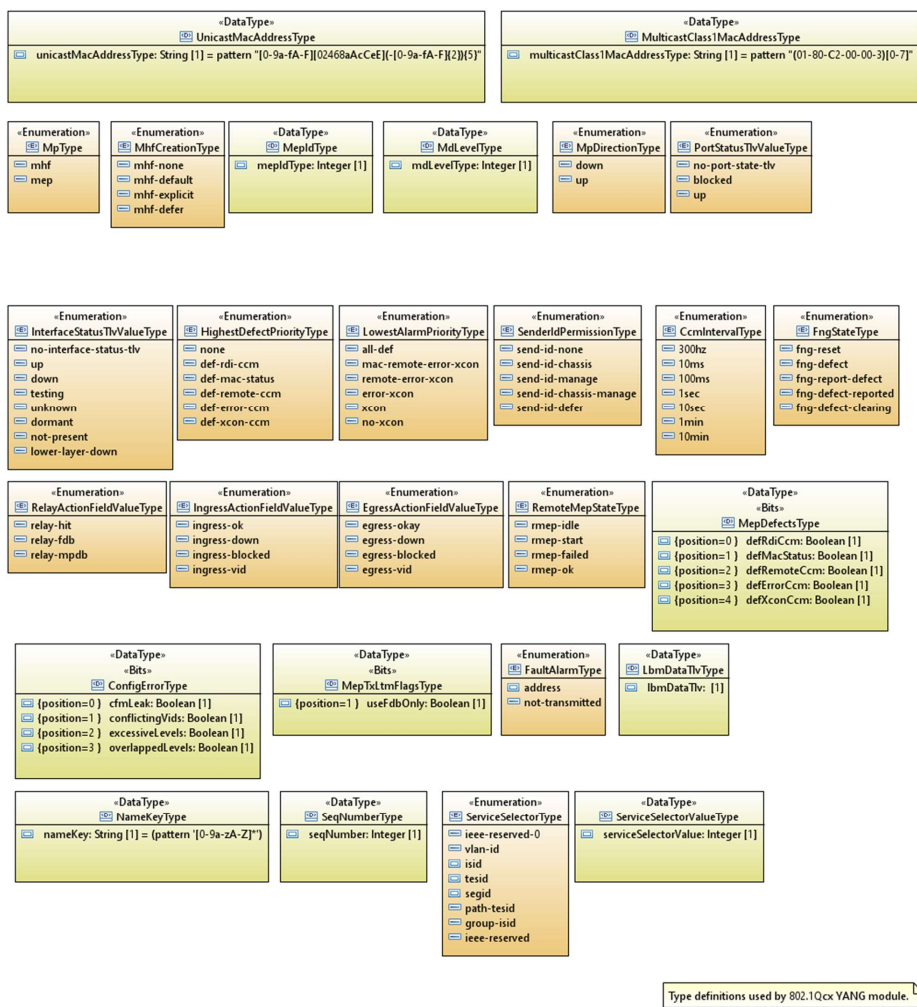 «DataType»
UnicastMacAddressType
unicastMacAddressType: String [1] = pattern "[0-9a-fA-F][02468aAcCeE](-[0-9a-fA-F]{2}){5}"
«DataType»
MulticastClass1MacAddressType
multicastClass1MacAddressType: String [1] = pattern "(01-80-C2-00-00-3)[0-7]"
«Enumeration»
MpType
mhf
mep
«Enumeration»
MhfCreationType
mhf-none
mhf-default
mhf-explicit
mhf-defer
«DataType»
MepIdType
mepIdType: Integer [1]
«DataType»
MdLevelType
mdLevelType: Integer [1]
«Enumeration»
MpDirectionType
down
up
«Enumeration»
PortStatusTlvValueType
no-port-state-tlv
blocked
up
«Enumeration»
InterfaceStatusTlvValueType
no-interface-status-tlv
up
down
testing
unknown
dormant
not-present
lower-layer-down
«Enumeration»
HighestDefectPriorityType
none
def-rdi-ccm
def-mac-status
def-remote-ccm
def-error-ccm
def-xcon-ccm
«Enumeration»
LowestAlarmPriorityType
all-def
mac-remote-error-xcon
remote-error-xcon
error-xcon
xcon
no-xcon
«Enumeration»
SenderIdPermissionType
send-id-none
send-id-chassis
send-id-manage
send-id-chassis-manage
send-id-defer
«Enumeration»
CcmIntervalType
300hz
10ms
100ms
1sec
10sec
1min
10min
«Enumeration»
FngStateType
fng-reset
fng-defect
fng-report-defect
fng-defect-reported
fng-defect-clearing
«Enumeration»
RelayActionFieldValueType
relay-hit
relay-fdb
relay-mpdb
«Enumeration»
IngressActionFieldValueType
ingress-ok
ingress-down
ingress-blocked
ingress-vid
«Enumeration»
EgressActionFieldValueType
egress-okay
egress-down
egress-blocked
egress-vid
«Enumeration»
RemoteMepStateType
rmep-idle
rmep-start
rmep-failed
rmep-ok
«DataType»
«Bits»
MepDefectsType
{position=0 } defRdiCcm: Boolean [1]
{position=1 } defMacStatus: Boolean [1]
{position=2 } defRemoteCcm: Boolean [1]
{position=3 } defErrorCcm: Boolean [1]
{position=4 } defXconCcm: Boolean [1]
«DataType»
«Bits»
ConfigErrorType
{position=0 } cfmLeak: Boolean [1]
{position=1 } conflictingVids: Boolean [1]
{position=2 } excessiveLevels: Boolean [1]
{position=3 } overlappedLevels: Boolean [1]
«DataType»
«Bits»
MepTxLtmFlagsType
{position=1 } useFdbOnly: Boolean [1]
«Enumeration»
FaultAlarmType
address
not-transmitted
«DataType»
LbmDataTlvType
lbmDataTlv: [1]
«DataType»
NameKeyType
nameKey: String [1] = (pattern '[0-9a-zA-Z]*')
«DataType»
SeqNumberType
seqNumber: Integer [1]
«Enumeration»
ServiceSelectorType
ieee-reserved-0
vlan-id
isid
tesid
segid
path-tesid
group-isid
ieee-reserved
«DataType»
ServiceSelectorValueType
serviceSelectorValue: Integer [1]
Type definitions used by 802.1Qcx YANG module.